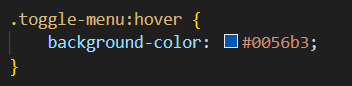 .toggle-menu:hover {
    background-color: #0056b3;
}